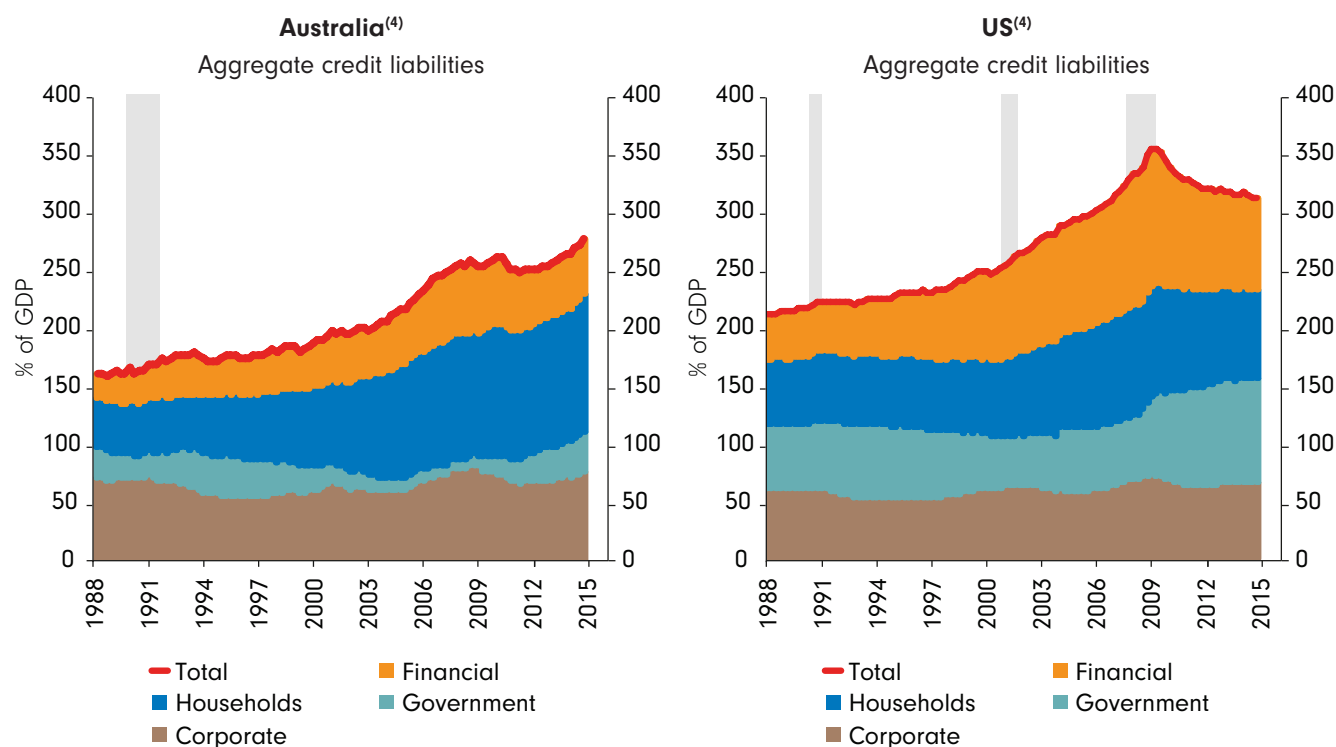 Australia(4)
Aggregate credit liabilities
400 400
350 350
300 300
250 250
200 200
150 150
100 100
50 50
0 0
% of GDP
1988 1991 1994 1997 2000 2003 2006 2009 2012 2015
Total Financial
Households Government
Corporate
US(4)
Aggregate credit liabilities
400 400
350 350
300 300
250 250
200 200
150 150
100 100
50 50
0 0
% of GDP
1988 1991 1994 1997 2000 2003 2006 2009 2012 2015
Total Financial
Households Government
Corporate